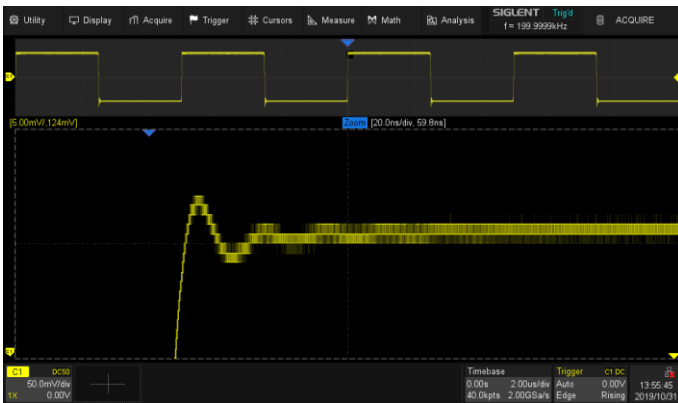 Utility Display Acquire Trigger Cursors Measure Math Analysis SIGLENT Trig'd ACQUIRE
f = 199.9999kHz
[5.00mV/,124mV] Zoom [20.0ns/div, 59.8ns]
C1 DC50 Timebase Trigger C1 DC
50.0mV/div 0.00s 2.00us/div Auto 0.00V 13:55:45
1X 0.00V 40.0kpts 2.00GSa/s Edge Rising 2019/10/31